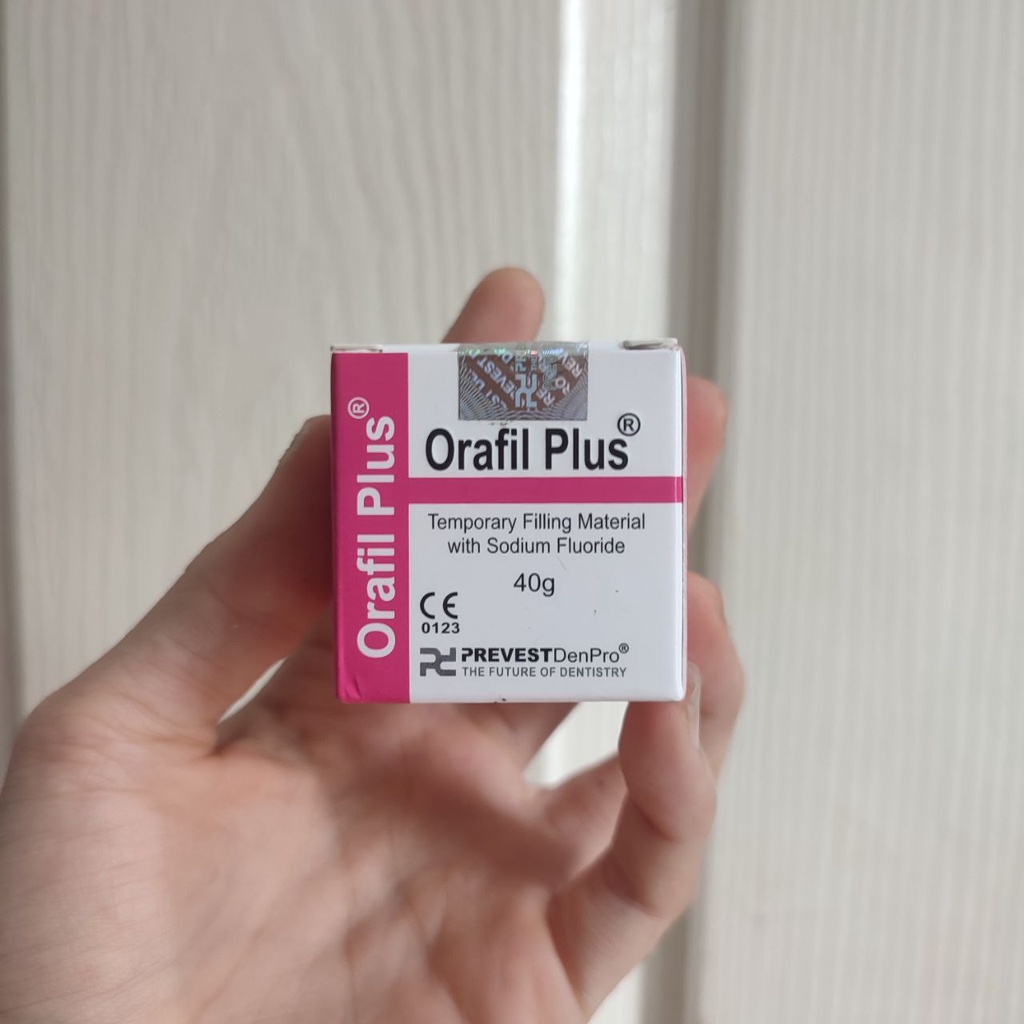 Orafil Plus®
Orafil Plus®
Temporary Filling Material
with Sodium Fluoride
40g
CE
0123
PREVESTDenPro®
THE FUTURE OF DENTISTRY